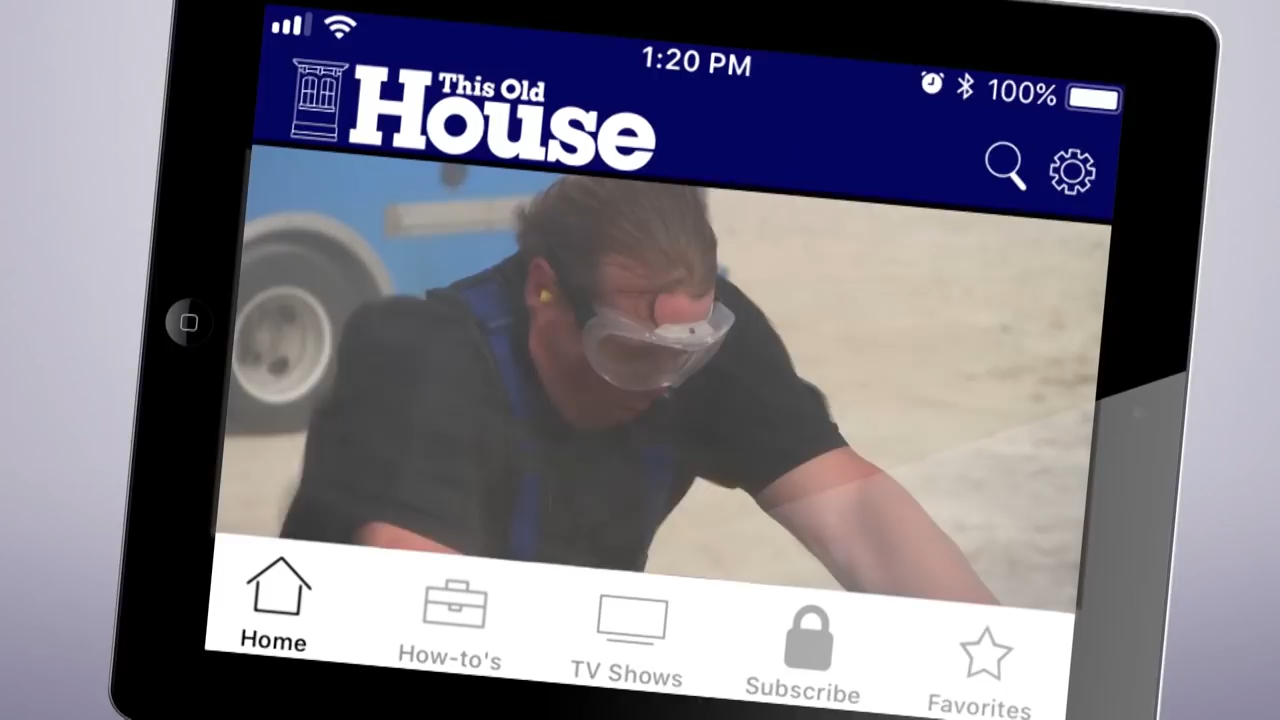 1:20 PM
100%
This Old
House
Home
How-to's
TV Shows
Subscribe
Favorites